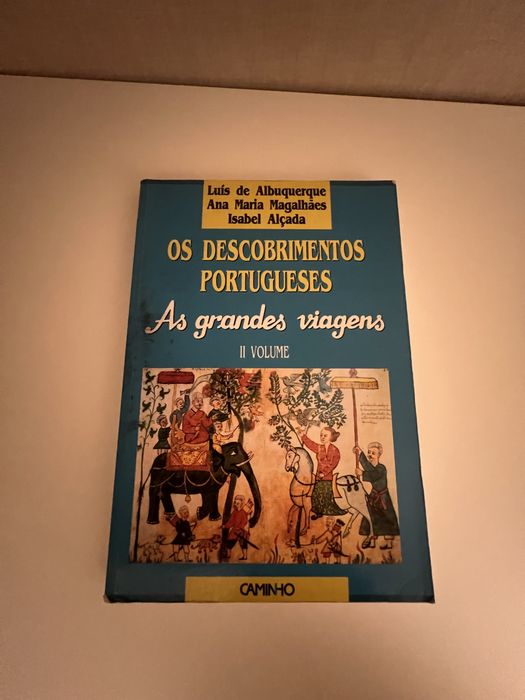 Luís de Albuquerque
Ana Maria Magalhães
Isabel Alçada
OS DESCOBRIMENTOS
PORTUGUESES
As grandes viagens
II VOLUME
CAMINHO